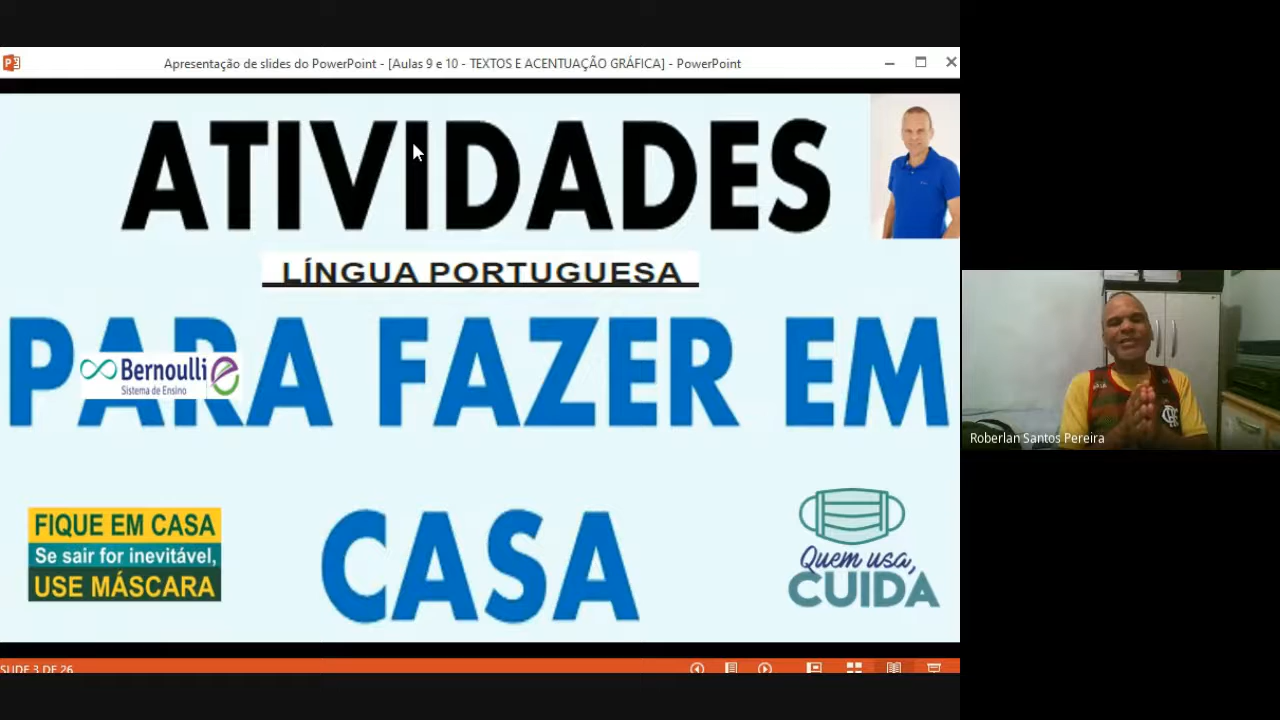 Apresentação de slides do PowerPoint - [Aulas 9 e 10 - TEXTOS E ACENTUAÇÃO GRÁFICA] - PowerPoint
ATIVIDADES
LÍNGUA PORTUGUESA
PARA FAZER EM
Bernoulli
Sistema de Ensino
CASA
FIQUE EM CASA
Se sair for inevitável,
USE MÁSCARA
Quem usa,
CUIDA
Roberlan Santos Pereira
SLIDE 3 DE 26